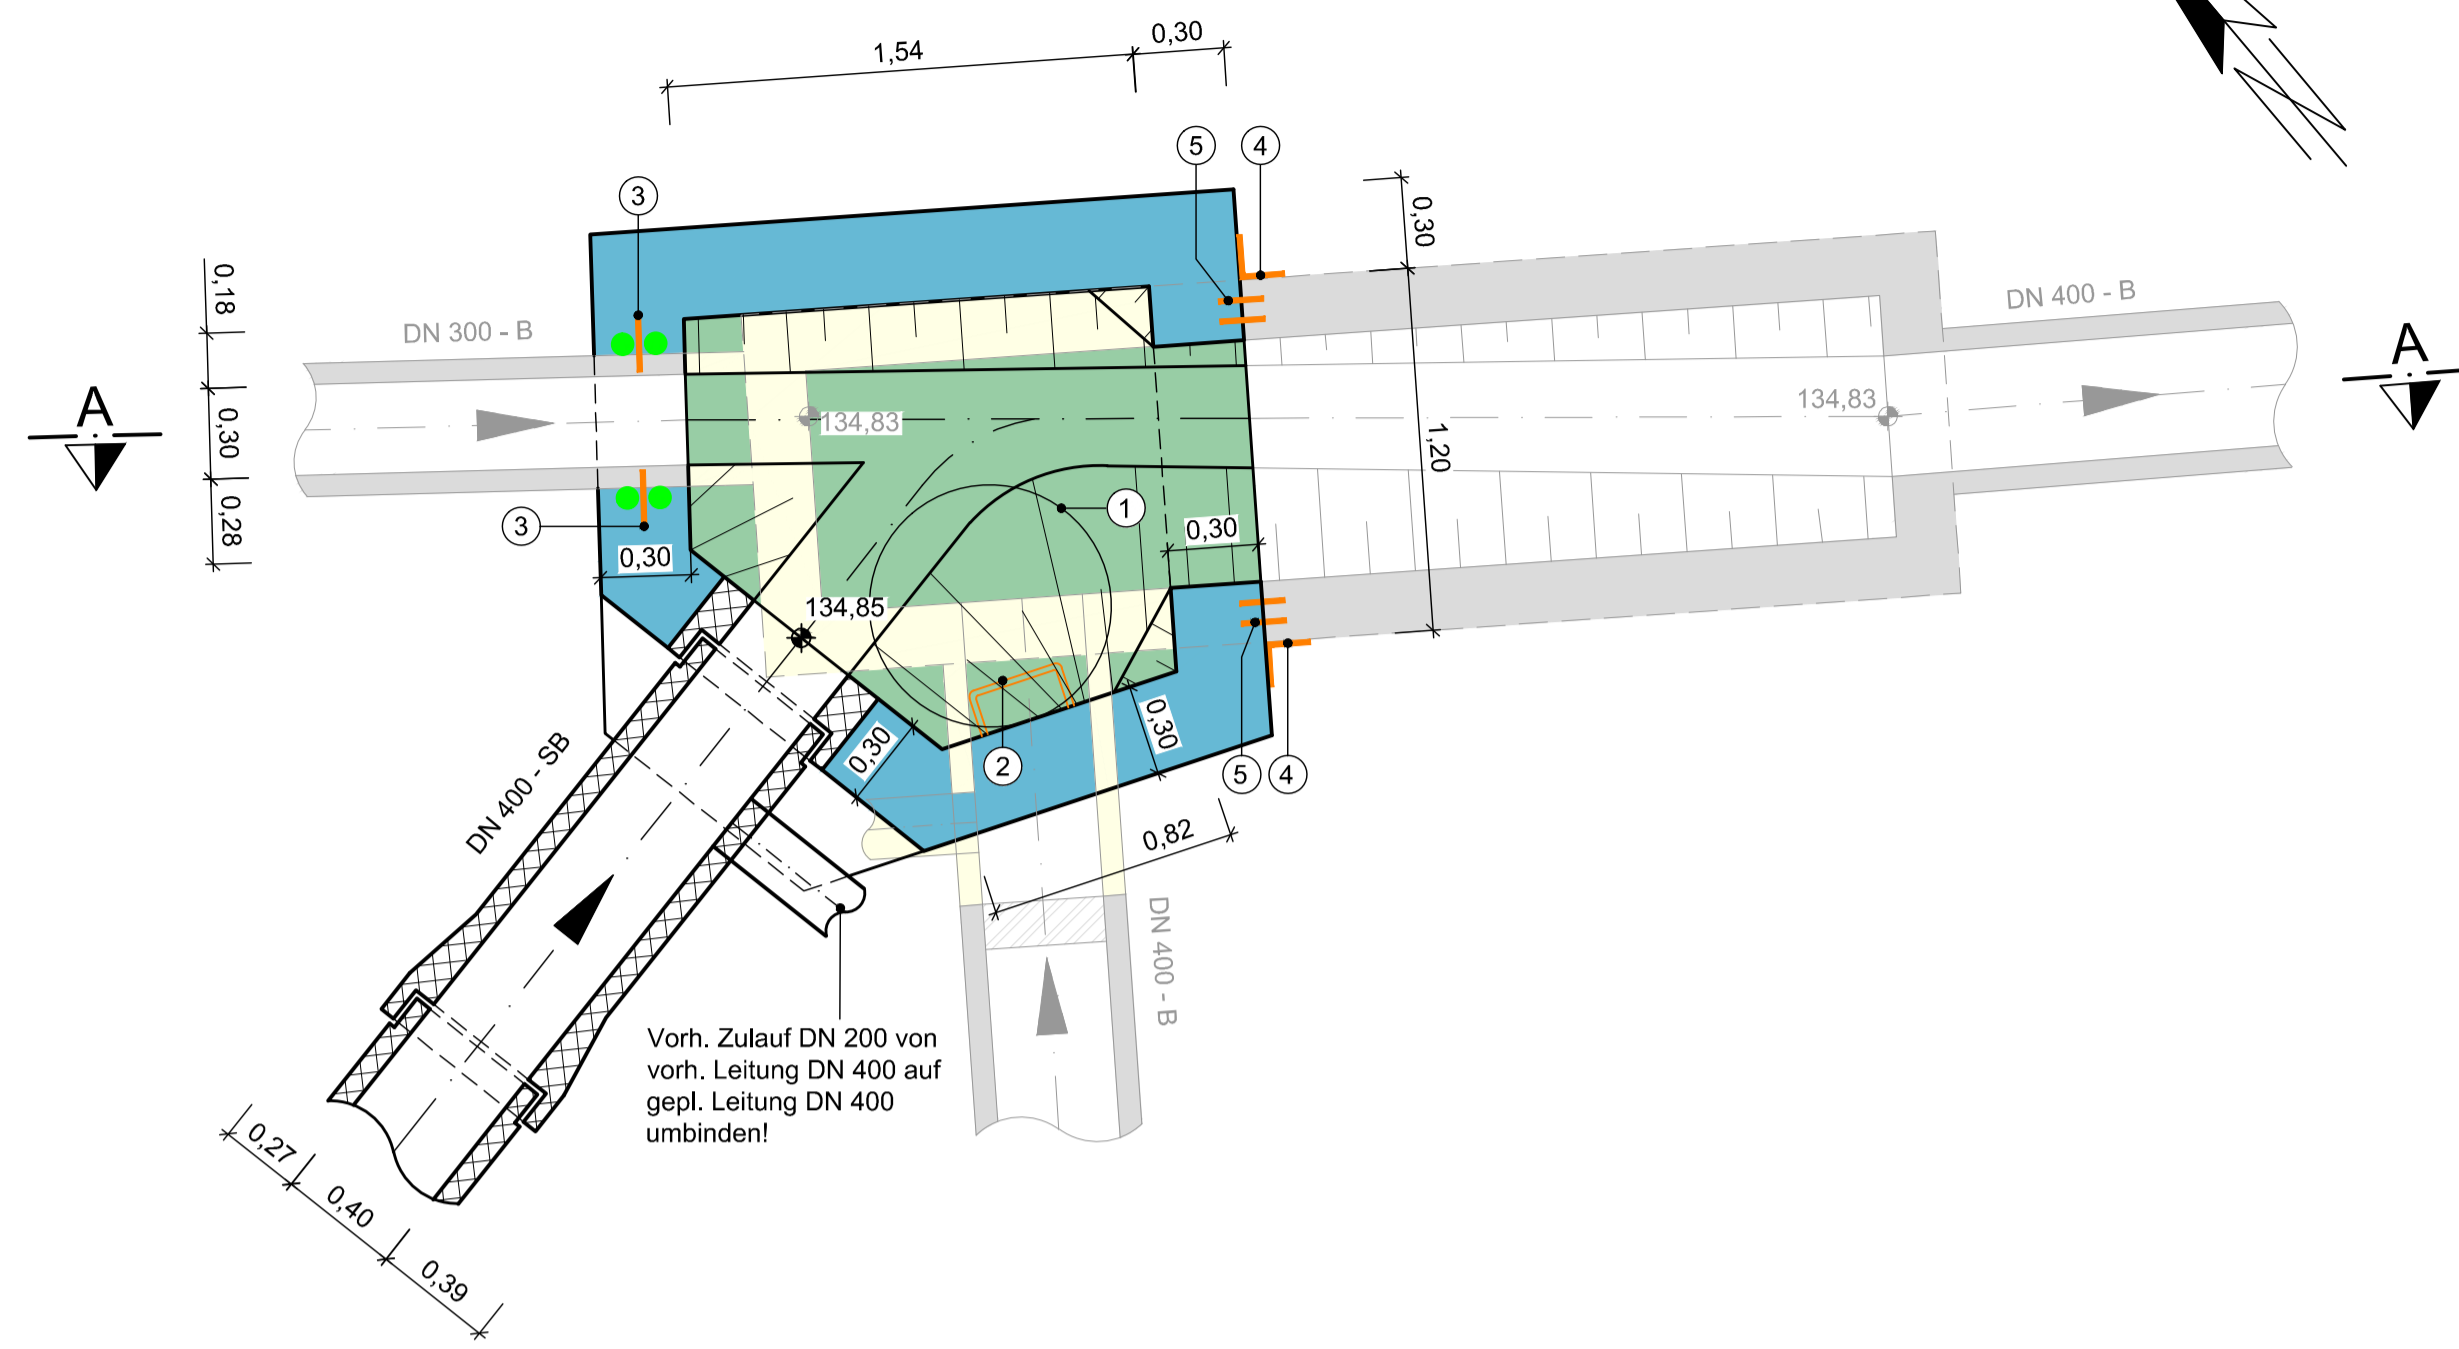 1,54
0,30
5
4
3
0,30
0,18
DN 300 - B
DN 400 - B
A
A
134,83
134,83
0,30
1,20
1
3
0,30
0,28
0,30
134,85
0,30
0,30
2
5
4
DN 400 - SB
0,82
DN 400 - B
Vorh. Zulauf DN 200 von
vorh. Leitung DN 400 auf
gepl. Leitung DN 400
umbinden!
0,27
0,40
0,39